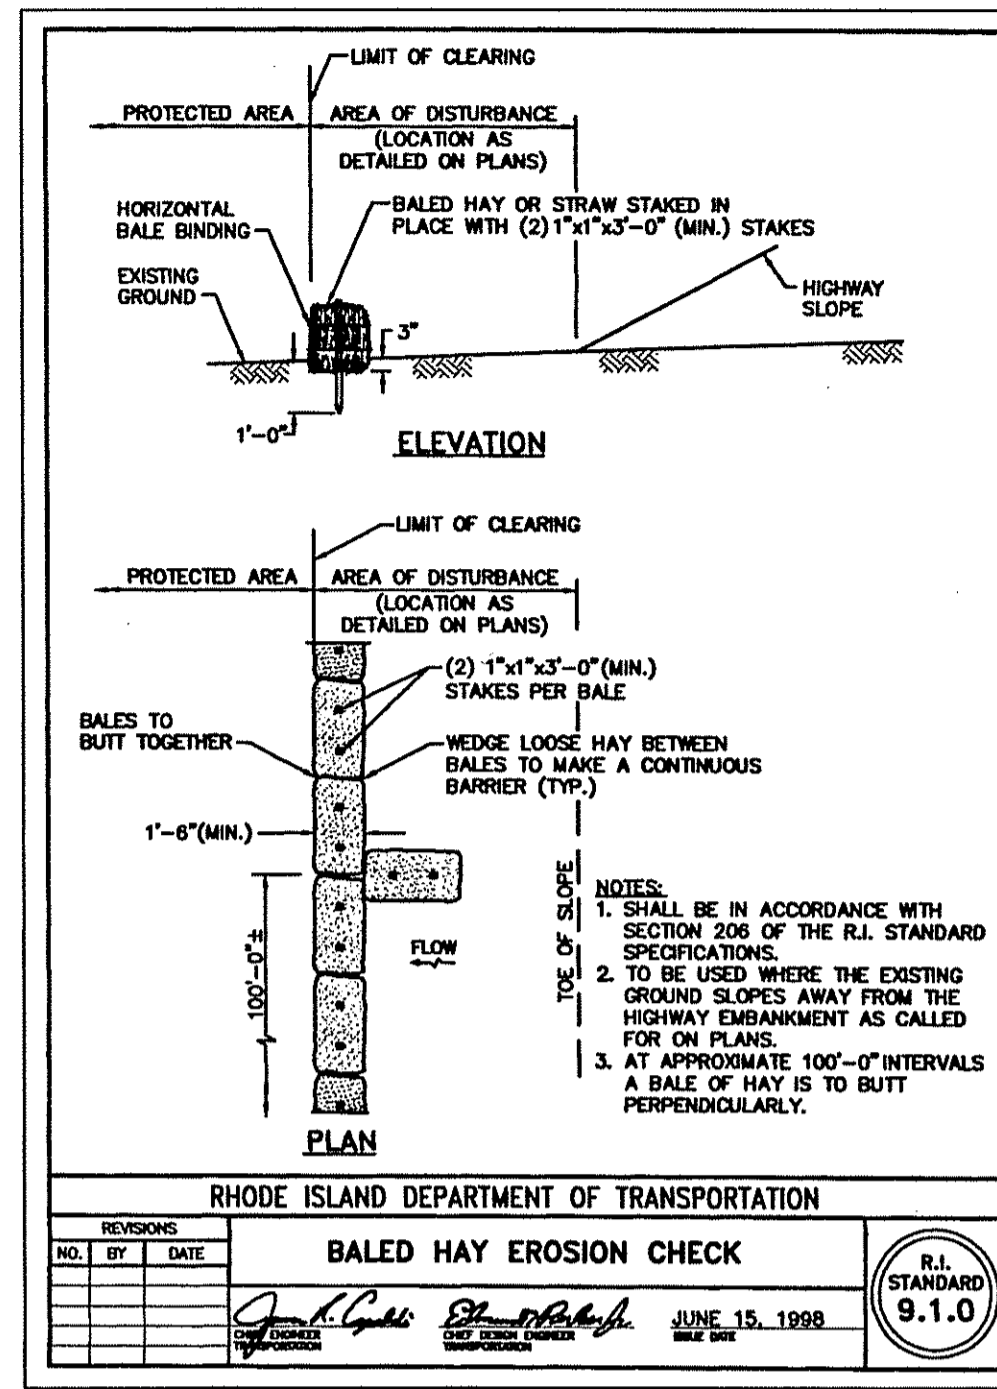 LIMIT OF CLEARING
PROTECTED AREA
AREA OF DISTURBANCE
(LOCATION AS
DETAILED ON PLANS)
HORIZONTAL
BALE BINDING
BALED HAY OR STRAW STAKED IN
PLACE WITH (2) 1"x1"x3'-0" (MIN.) STAKES
EXISTING
GROUND
HIGHWAY
SLOPE
3"
1'-0"
ELEVATION
LIMIT OF CLEARING
PROTECTED AREA
AREA OF DISTURBANCE
(LOCATION AS
DETAILED ON PLANS)
(2) 1"x1"x3'-0"(MIN.)
STAKES PER BALE
BALES TO
BUTT TOGETHER
WEDGE LOOSE HAY BETWEEN
BALES TO MAKE A CONTINUOUS
BARRIER (TYP.)
1'-6"(MIN.)
100'-0"±
FLOW
TOE OF SLOPE
NOTES:
1. SHALL BE IN ACCORDANCE WITH
SECTION 206 OF THE R.I. STANDARD
SPECIFICATIONS.
2. TO BE USED WHERE THE EXISTING
GROUND SLOPES AWAY FROM THE
HIGHWAY EMBANKMENT AS CALLED
FOR ON PLANS.
3. AT APPROXIMATE 100'-0" INTERVALS
A BALE OF HAY IS TO BUTT
PERPENDICULARLY.
PLAN
RHODE ISLAND DEPARTMENT OF TRANSPORTATION
REVISIONS
NO. BY DATE
BALED HAY EROSION CHECK
CHIEF ENGINEER
TRANSPORTATION
CHIEF DESIGN ENGINEER
TRANSPORTATION
JUNE 15, 1998
ISSUE DATE
R.I.
STANDARD
9.1.0